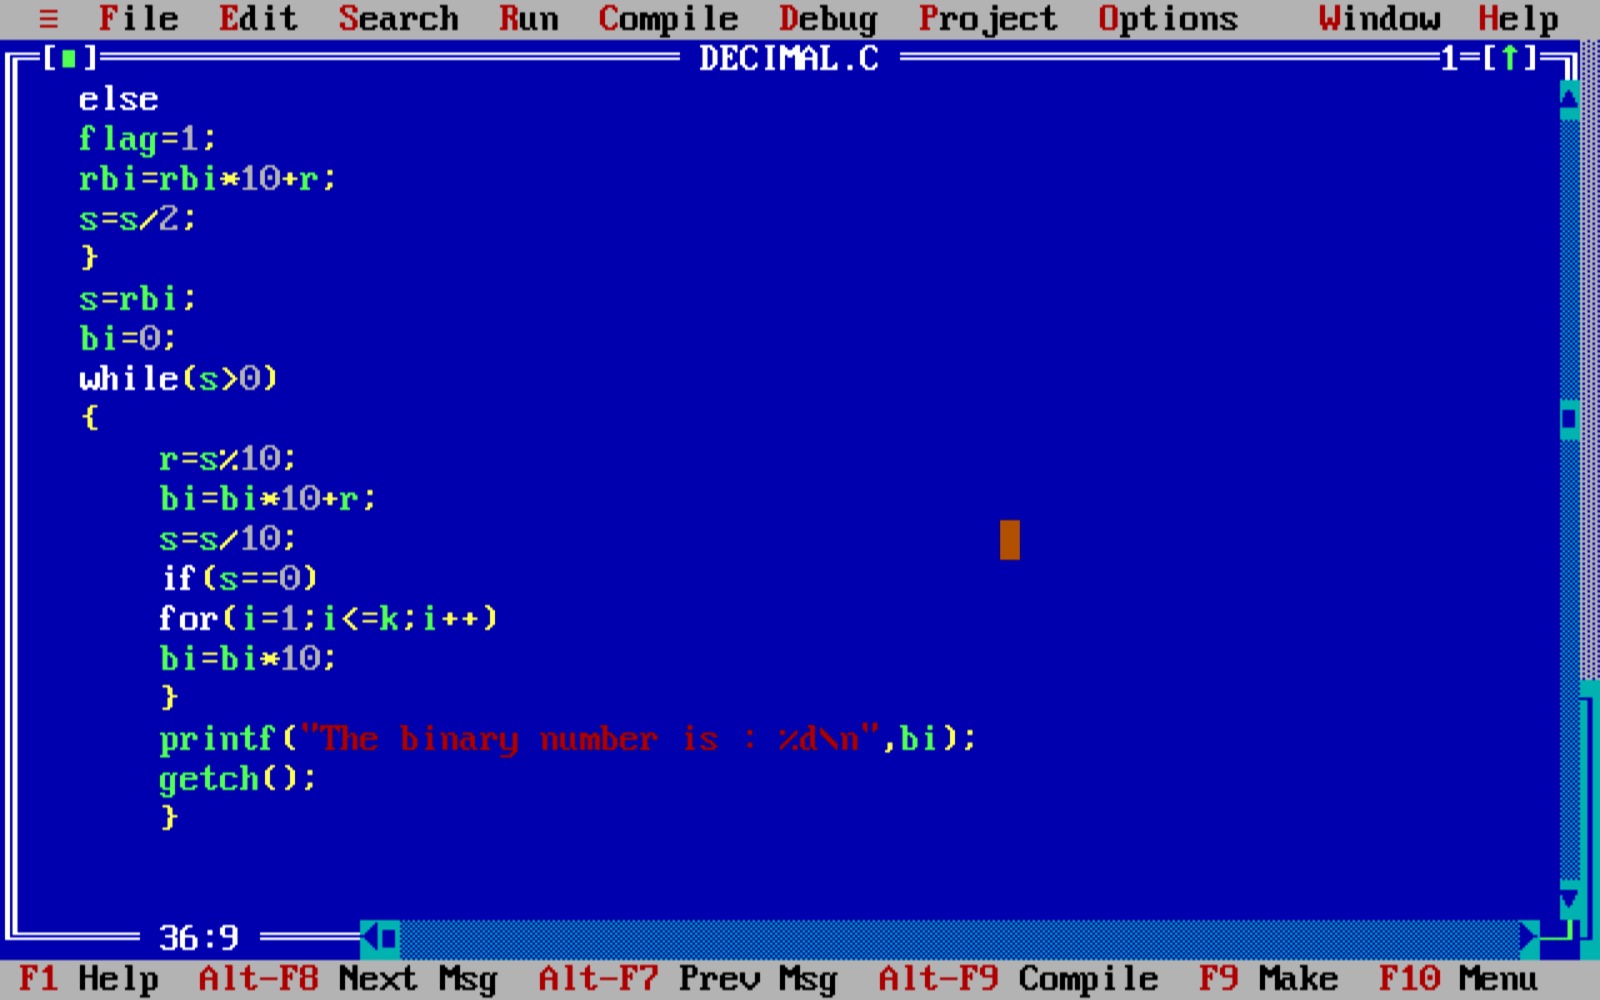 ≡ File Edit Search Run Compile Debug Project Options Window Help
[■] DECIMAL.C 1=[↑]
else
flag=1;
rbi=rbi*10+r;
s=s/2;
}
s=rbi;
bi=0;
while(s>0)
{
r=s%10;
bi=bi*10+r;
s=s/10;
if(s==0)
for(i=1;i<=k;i++)
bi=bi*10;
}
printf("The binary number is : %d\n",bi);
getch();
}
36:9
F1 Help Alt-F8 Next Msg Alt-F7 Prev Msg Alt-F9 Compile F9 Make F10 Menu